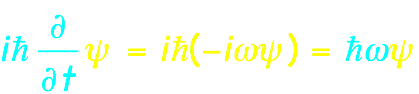 iħ ∂/∂t ψ = iħ(−iωψ) = ħωψ